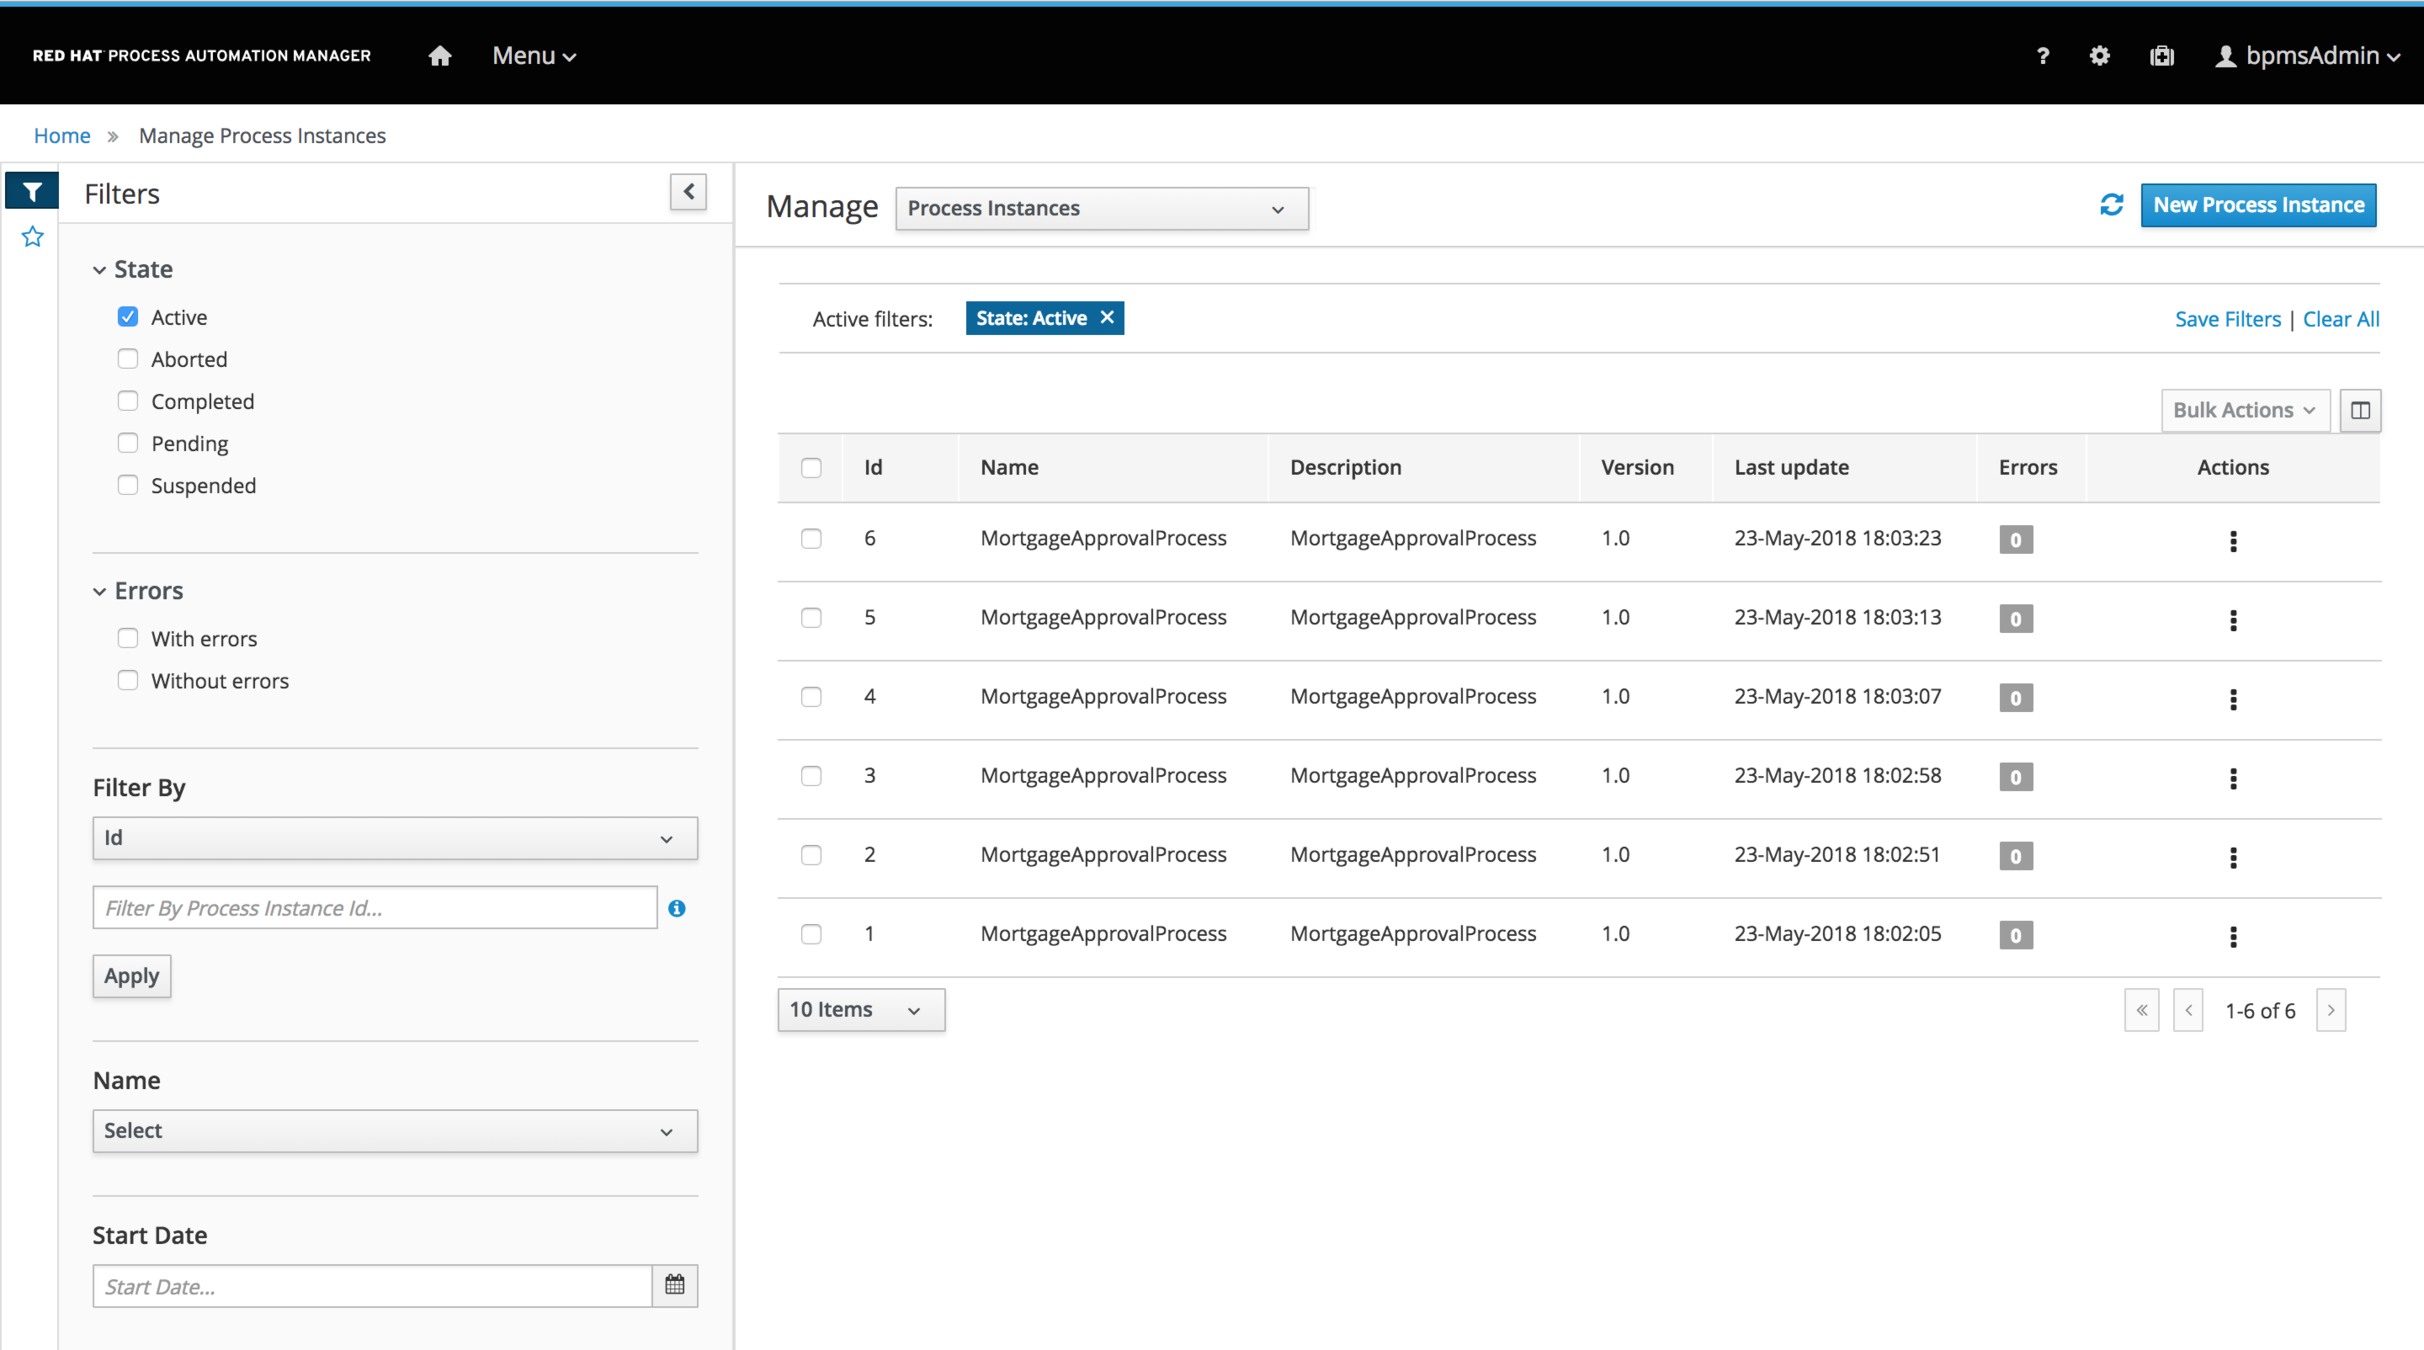 RED HAT PROCESS AUTOMATION MANAGER
Menu
?
bpmsAdmin
Home » Manage Process Instances
Filters
State
Active
Aborted
Completed
Pending
Suspended
Errors
With errors
Without errors
Filter By
Id
Filter By Process Instance Id...
Apply
Name
Select
Start Date
Start Date...
Manage Process Instances
New Process Instance
Active filters: State: Active ×
Save Filters | Clear All
Bulk Actions
Id Name Description Version Last update Errors Actions
6 MortgageApprovalProcess MortgageApprovalProcess 1.0 23-May-2018 18:03:23 0
5 MortgageApprovalProcess MortgageApprovalProcess 1.0 23-May-2018 18:03:13 0
4 MortgageApprovalProcess MortgageApprovalProcess 1.0 23-May-2018 18:03:07 0
3 MortgageApprovalProcess MortgageApprovalProcess 1.0 23-May-2018 18:02:58 0
2 MortgageApprovalProcess MortgageApprovalProcess 1.0 23-May-2018 18:02:51 0
1 MortgageApprovalProcess MortgageApprovalProcess 1.0 23-May-2018 18:02:05 0
10 Items
« ‹ 1-6 of 6 ›